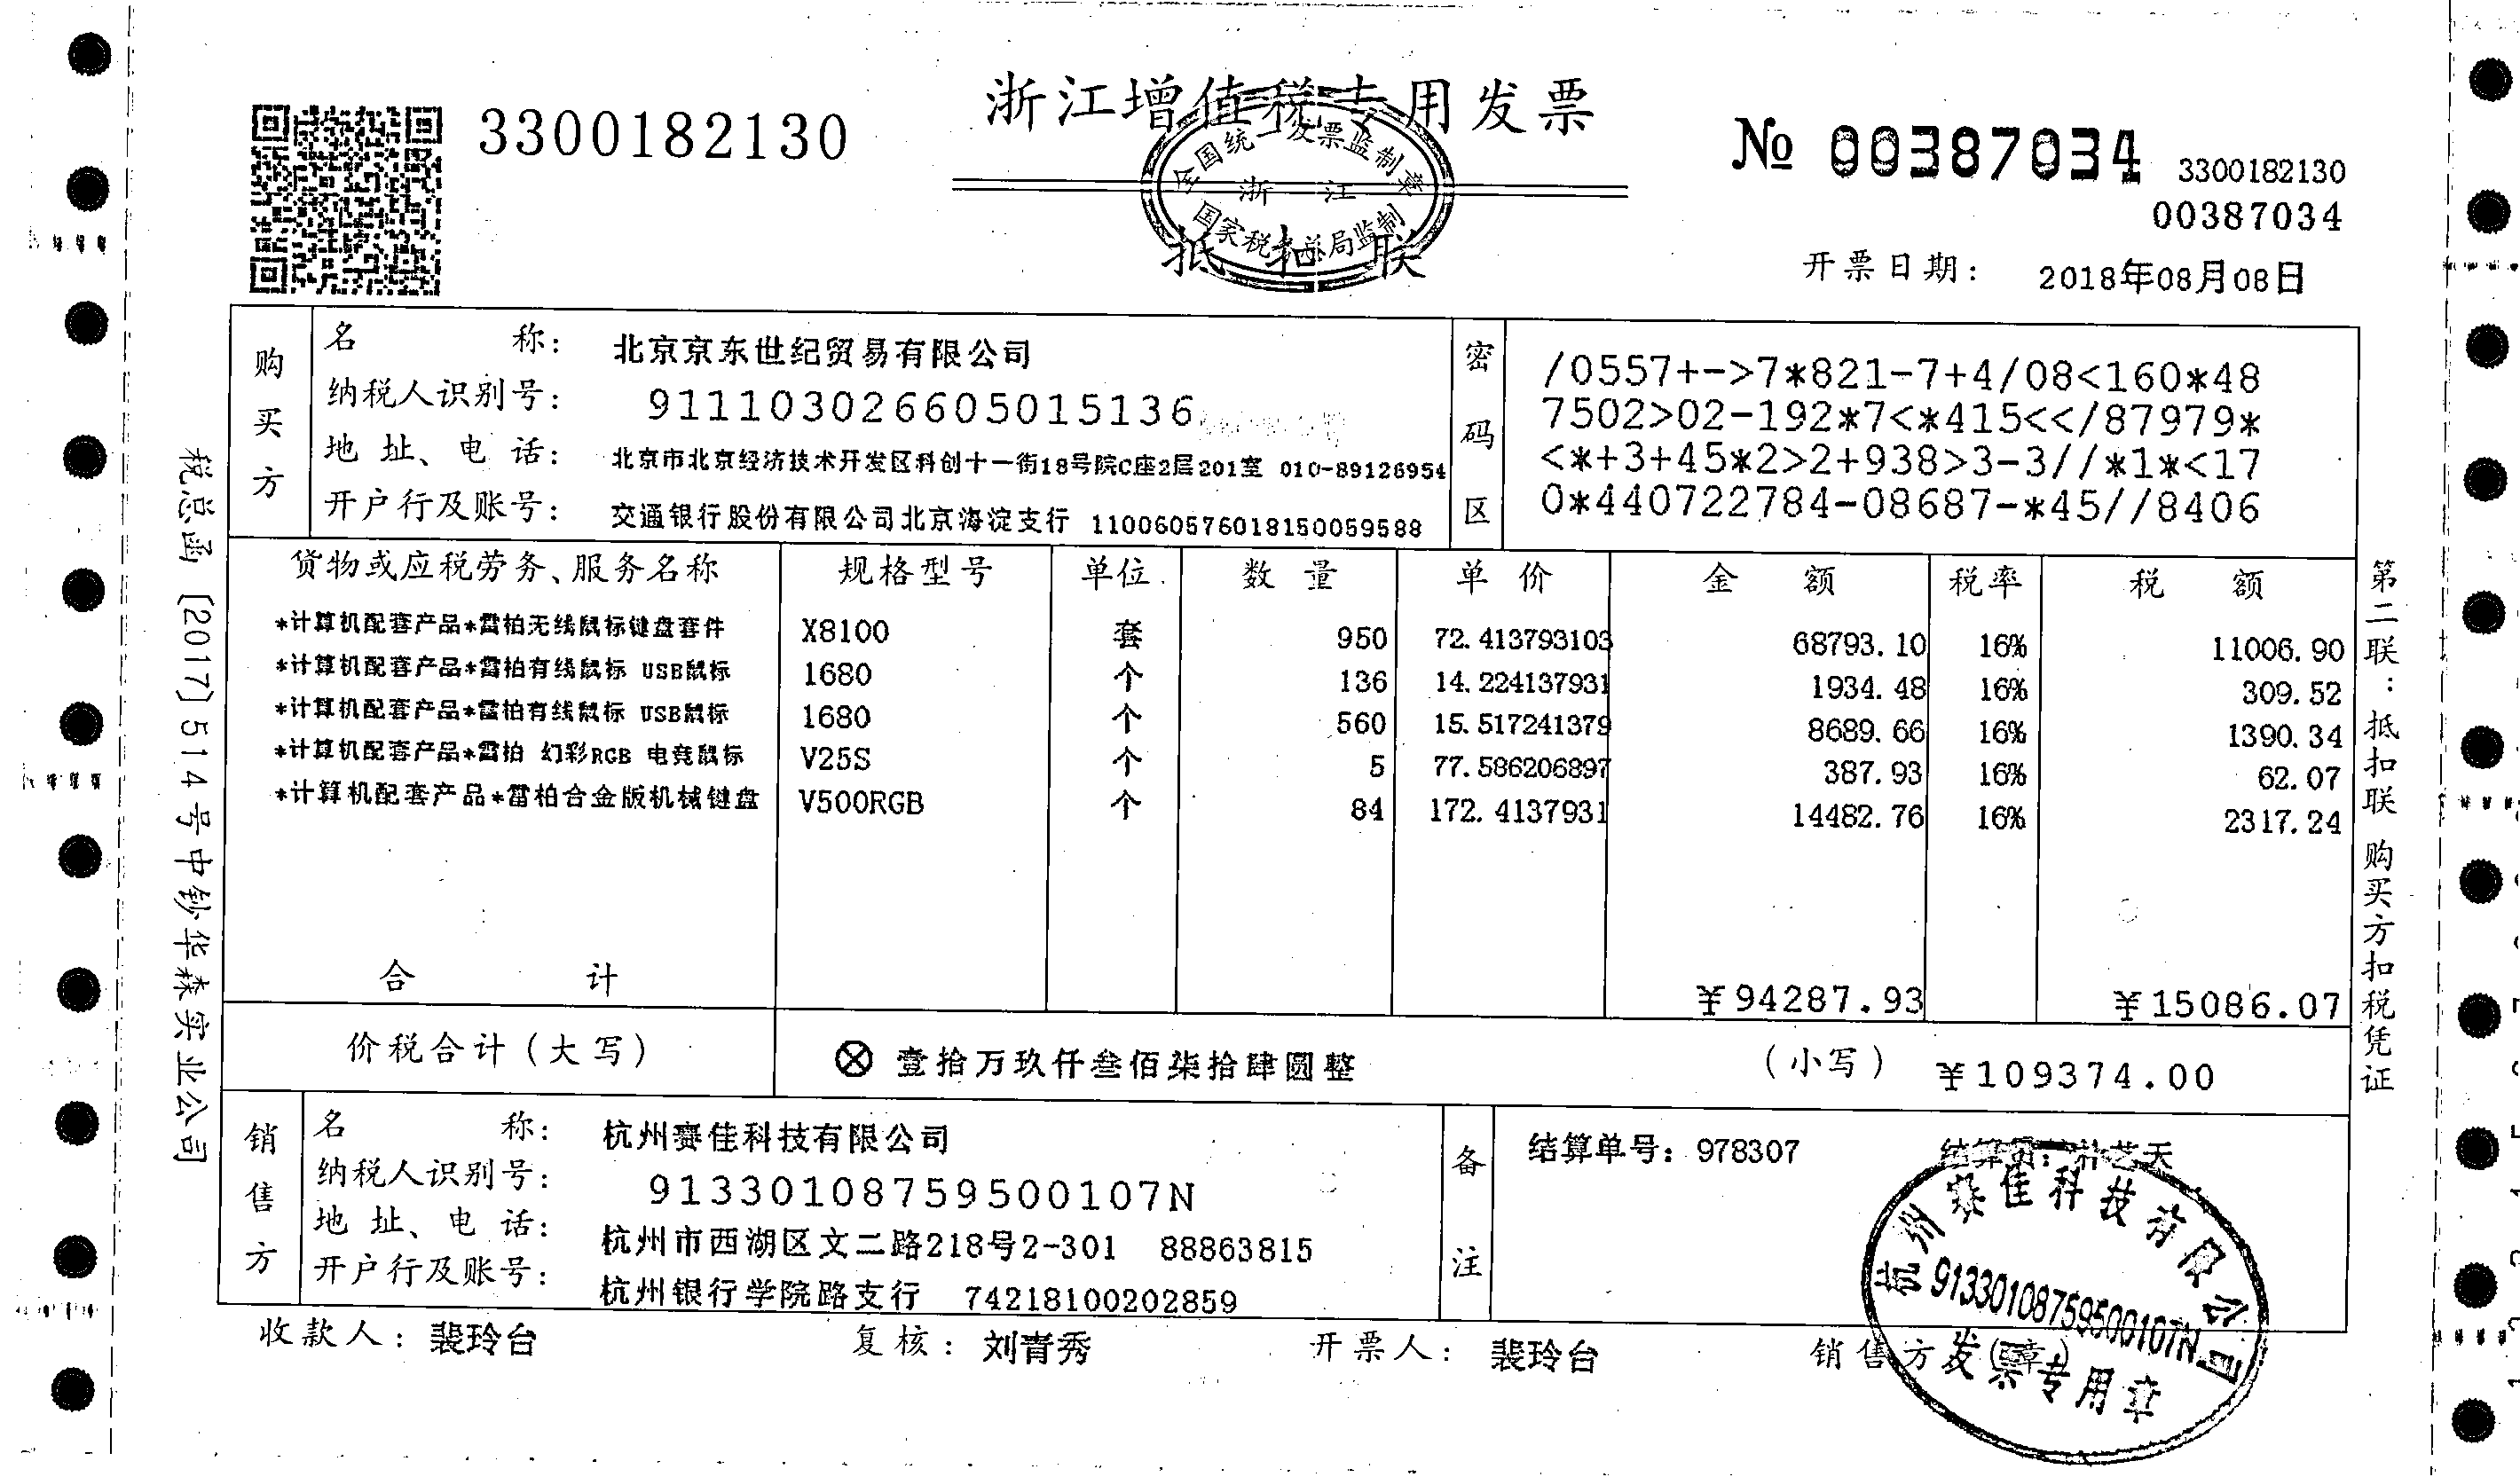 浙江增值税专用发票
3300182130
№ 00387034
3300182130
00387034
全国统一发票监制章
浙江
国家税务总局监制
抵扣联
开票日期: 2018年08月08日
购买方
名称: 北京京东世纪贸易有限公司
纳税人识别号: 911103026605015136
地址、电话: 北京市北京经济技术开发区科创十一街18号院C座2层201室 010-89126954
开户行及账号: 交通银行股份有限公司北京海淀支行 110060576018150059588
密码区
/0557+->7*821-7+4/08<160*48
7502>02-192*7<*415<</87979*
<*+3+45*2>2+938>3-3//*1*<17
0*440722784-08687-*45//8406
货物或应税劳务、服务名称 规格型号 单位 数量 单价 金额 税率 税额
*计算机配套产品*雷柏无线鼠标键盘套件 X8100 套 950 72.413793103 68793.10 16% 11006.90
*计算机配套产品*雷柏有线鼠标 USB鼠标 1680 个 136 14.224137931 1934.48 16% 309.52
*计算机配套产品*雷柏有线鼠标 USB鼠标 1680 个 560 15.517241379 8689.66 16% 1390.34
*计算机配套产品*雷柏 幻彩RGB 电竞鼠标 V25S 个 5 77.586206897 387.93 16% 62.07
*计算机配套产品*雷柏合金版机械键盘 V500RGB 个 84 172.4137931 14482.76 16% 2317.24
合计 ¥94287.93 ¥15086.07
价税合计(大写) ⊗壹拾万玖仟叁佰柒拾肆圆整 (小写) ¥109374.00
销售方
名称: 杭州赛佳科技有限公司
纳税人识别号: 91330108759500107N
地址、电话: 杭州市西湖区文二路218号2-301 88863815
开户行及账号: 杭州银行学院路支行 74218100202859
备注
结算单号: 978307 结算员:
收款人: 裴玲台 复核: 刘青秀 开票人: 裴玲台 销售方:(章)
杭州赛佳科技有限公司
91330108759500107N
发票专用章
税总函[2017]514号中钞华森实业公司
第二联:抵扣联 购买方扣税凭证